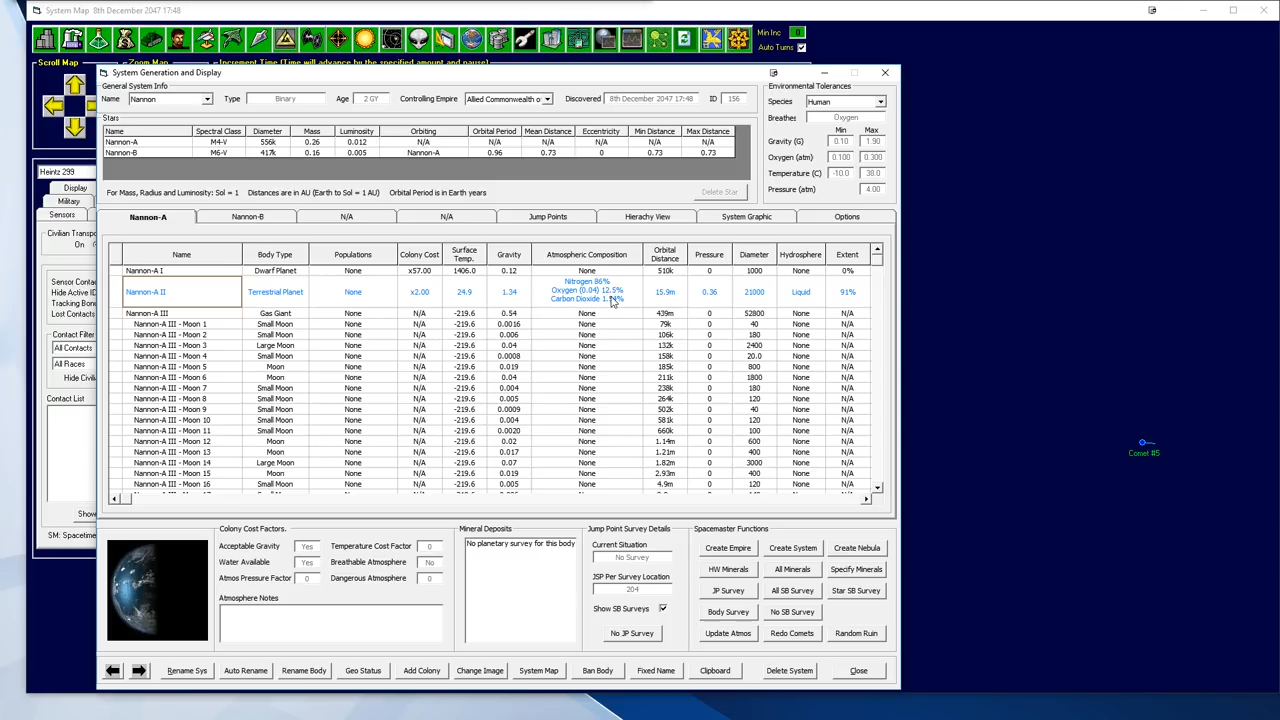 System Map 8th December 2047 17:48
Min Inc 0
Auto Turns
Scroll Map Zoom Map Increment Time (Time will advance by the specified amount and pause)
System Generation and Display
General System Info
Name Nannon Type Binary Age 2 GY Controlling Empire Allied Commonwealth o Discovered 8th December 2047 17:48 ID 156
Environmental Tolerances
Species Human
Breathes Oxygen
Min Max
Gravity (G) 0.10 1.90
Oxygen (atm) 0.100 0.300
Temperature (C) -10.0 38.0
Pressure (atm) 4.00
Stars
Name Spectral Class Diameter Mass Luminosity Orbiting Orbital Period Mean Distance Eccentricity Min Distance Max Distance
Nannon-A M4-V 556k 0.26 0.012 N/A N/A N/A N/A N/A N/A
Nannon-B M6-V 417k 0.16 0.005 Nannon-A 0.96 0.73 0 0.73 0.73
For Mass, Radius and Luminosity: Sol = 1 Distances are in AU (Earth to Sol = 1 AU) Orbital Period is in Earth years
Delete Star
Nannon-A Nannon-B N/A N/A Jump Points Hierachy View System Graphic Options
Name Body Type Populations Colony Cost Surface Temp. Gravity Atmospheric Composition Orbital Distance Pressure Diameter Hydrosphere Extent
Nannon-A I Dwarf Planet None x57.00 1406.0 0.12 None 510k 0 1000 None 0%
Nitrogen 86%
Nannon-A II Terrestrial Planet None x2.00 24.9 1.34 Oxygen (0.04) 12.5% 15.9m 0.36 21000 Liquid 91%
Carbon Dioxide
Nannon-A III Gas Giant None N/A -219.6 0.54 None 439m 0 52800 None N/A
Nannon-A III - Moon 1 Small Moon None N/A -219.6 0.0016 None 79k 0 40 None N/A
Nannon-A III - Moon 2 Small Moon None N/A -219.6 0.006 None 106k 0 180 None N/A
Nannon-A III - Moon 3 Large Moon None N/A -219.6 0.04 None 132k 0 2400 None N/A
Nannon-A III - Moon 4 Small Moon None N/A -219.6 0.0008 None 158k 0 20.0 None N/A
Nannon-A III - Moon 5 Moon None N/A -219.6 0.019 None 185k 0 800 None N/A
Nannon-A III - Moon 6 Moon None N/A -219.6 0.04 None 211k 0 1800 None N/A
Nannon-A III - Moon 7 Small Moon None N/A -219.6 0.004 None 238k 0 180 None N/A
Nannon-A III - Moon 8 Small Moon None N/A -219.6 0.005 None 264k 0 120 None N/A
Nannon-A III - Moon 9 Small Moon None N/A -219.6 0.0009 None 502k 0 40 None N/A
Nannon-A III - Moon 10 Small Moon None N/A -219.6 0.004 None 581k 0 120 None N/A
Nannon-A III - Moon 11 Small Moon None N/A -219.6 0.0020 None 660k 0 100 None N/A
Nannon-A III - Moon 12 Moon None N/A -219.6 0.02 None 1.14m 0 600 None N/A
Nannon-A III - Moon 13 Moon None N/A -219.6 0.017 None 1.21m 0 400 None N/A
Nannon-A III - Moon 14 Large Moon None N/A -219.6 0.07 None 1.82m 0 3000 None N/A
Nannon-A III - Moon 15 Moon None N/A -219.6 0.019 None 2.93m 0 400 None N/A
Nannon-A III - Moon 16 Small Moon None N/A -219.6 0.005 None 4.9m 0 120 None N/A
Heintz 299
Display
Military
Sensors
Civilian Transpo
On
Sensor Contac
Hide Active ID
Tracking Bonu
Lost Contacts
Contact Filter
All Contacts
All Races
Hide Civili
Contact List
Show
SM: Spacetime
Comet #5
Colony Cost Factors.
Acceptable Gravity Yes Temperature Cost Factor 0
Water Available Yes Breathable Atmosphere No
Atmos Pressure Factor 0 Dangerous Atmosphere 0
Atmosphere Notes
Mineral Deposits
No planetary survey for this body
Jump Point Survey Details
Current Situation
No Survey
JSP Per Survey Location
204
Show SB Surveys
No JP Survey
Spacemaster Functions
Create Empire Create System Create Nebula
HW Minerals All Minerals Specify Minerals
JP Survey All SB Survey Star SB Survey
Body Survey No SB Survey
Update Atmos Redo Comets Random Ruin
Rename Sys Auto Rename Rename Body Geo Status Add Colony Change Image System Map Ban Body Fixed Name Clipboard Delete System Close